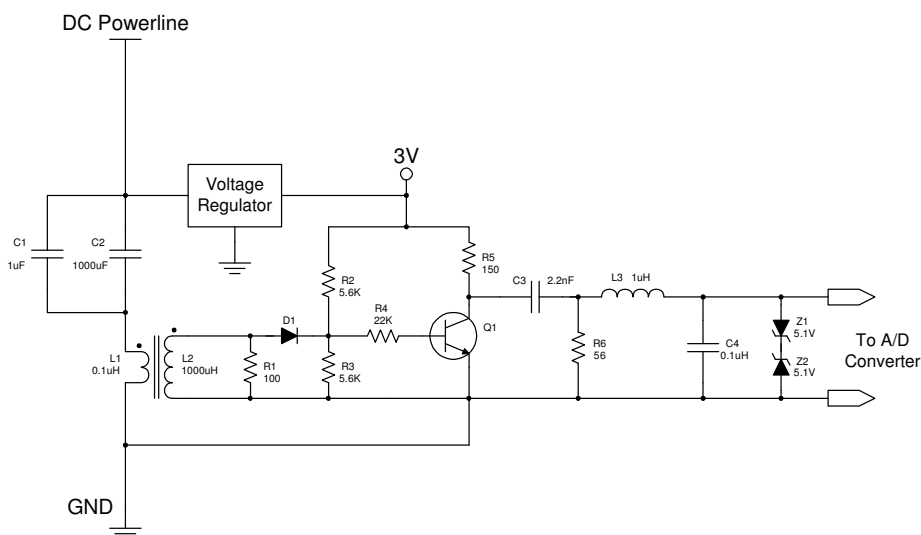 DC Powerline
3V
Voltage
Regulator
C1
1uF
C2
1000uF
R2
5.6K
R5
150
C3
2.2nF
L3
1uH
R4
22K
D1
Q1
L1
0.1uH
L2
1000uH
R1
100
R3
5.6K
R6
56
C4
0.1uH
Z1
5.1V
Z2
5.1V
To A/D
Converter
GND